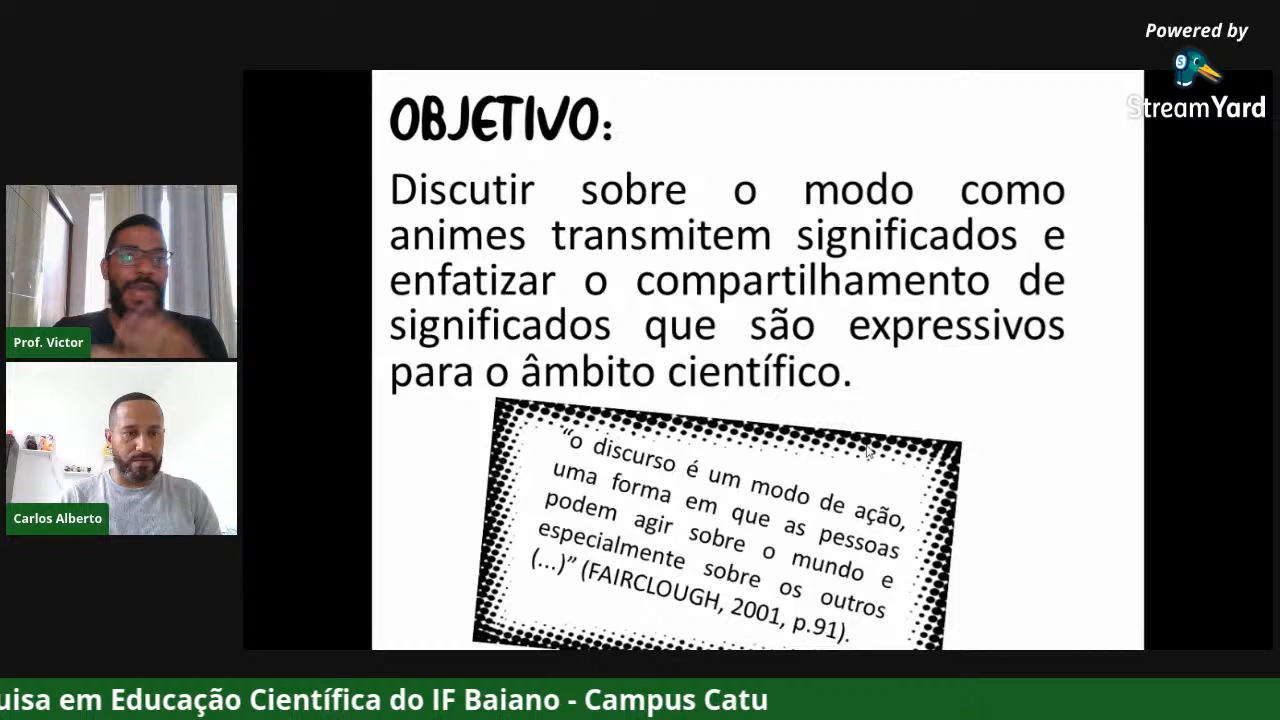 Powered by
StreamYard
OBJETIVO:
Discutir sobre o modo como
animes transmitem significados e
enfatizar o compartilhamento de
significados que são expressivos
para o âmbito científico.
“o discurso é um modo de ação,
uma forma em que as pessoas
podem agir sobre o mundo e
especialmente sobre os outros
(...)” (FAIRCLOUGH, 2001, p.91).
Prof. Victor
Carlos Alberto
uisa em Educação Científica do IF Baiano - Campus Catu